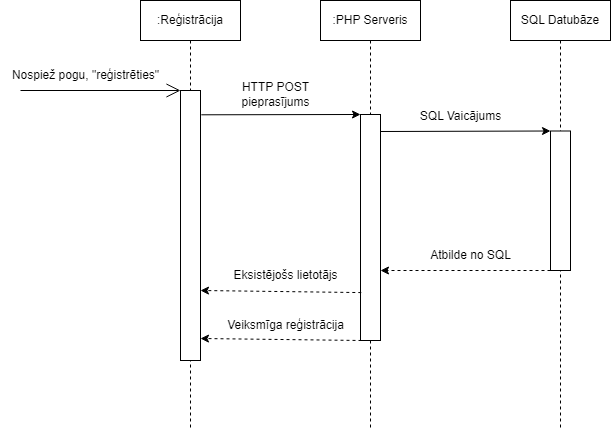 :Reģistrācija
:PHP Serveris
SQL Datubāze
Nospiež pogu, "reģistrēties"
HTTP POST
pieprasījums
SQL Vaicājums
Atbilde no SQL
Eksistējošs lietotājs
Veiksmīga reģistrācija